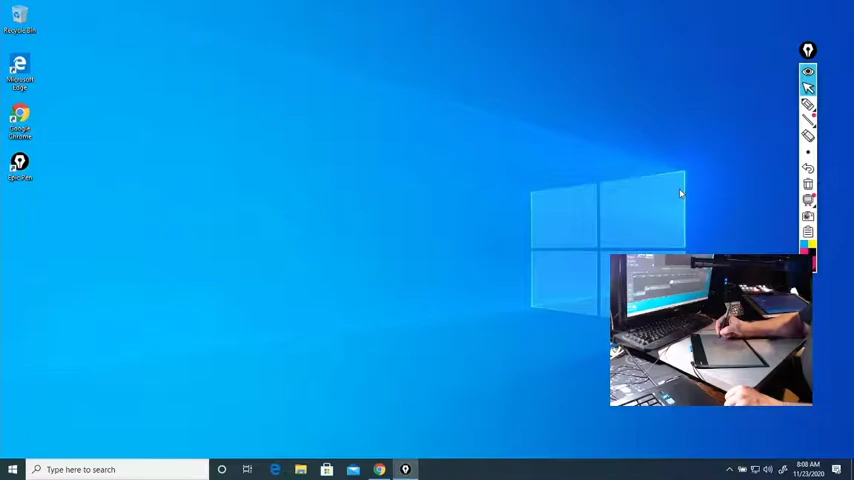 Recycle Bin
Microsoft
Edge
Google
Chrome
Epic Pen
Type here to search
8:08 AM
11/23/2020